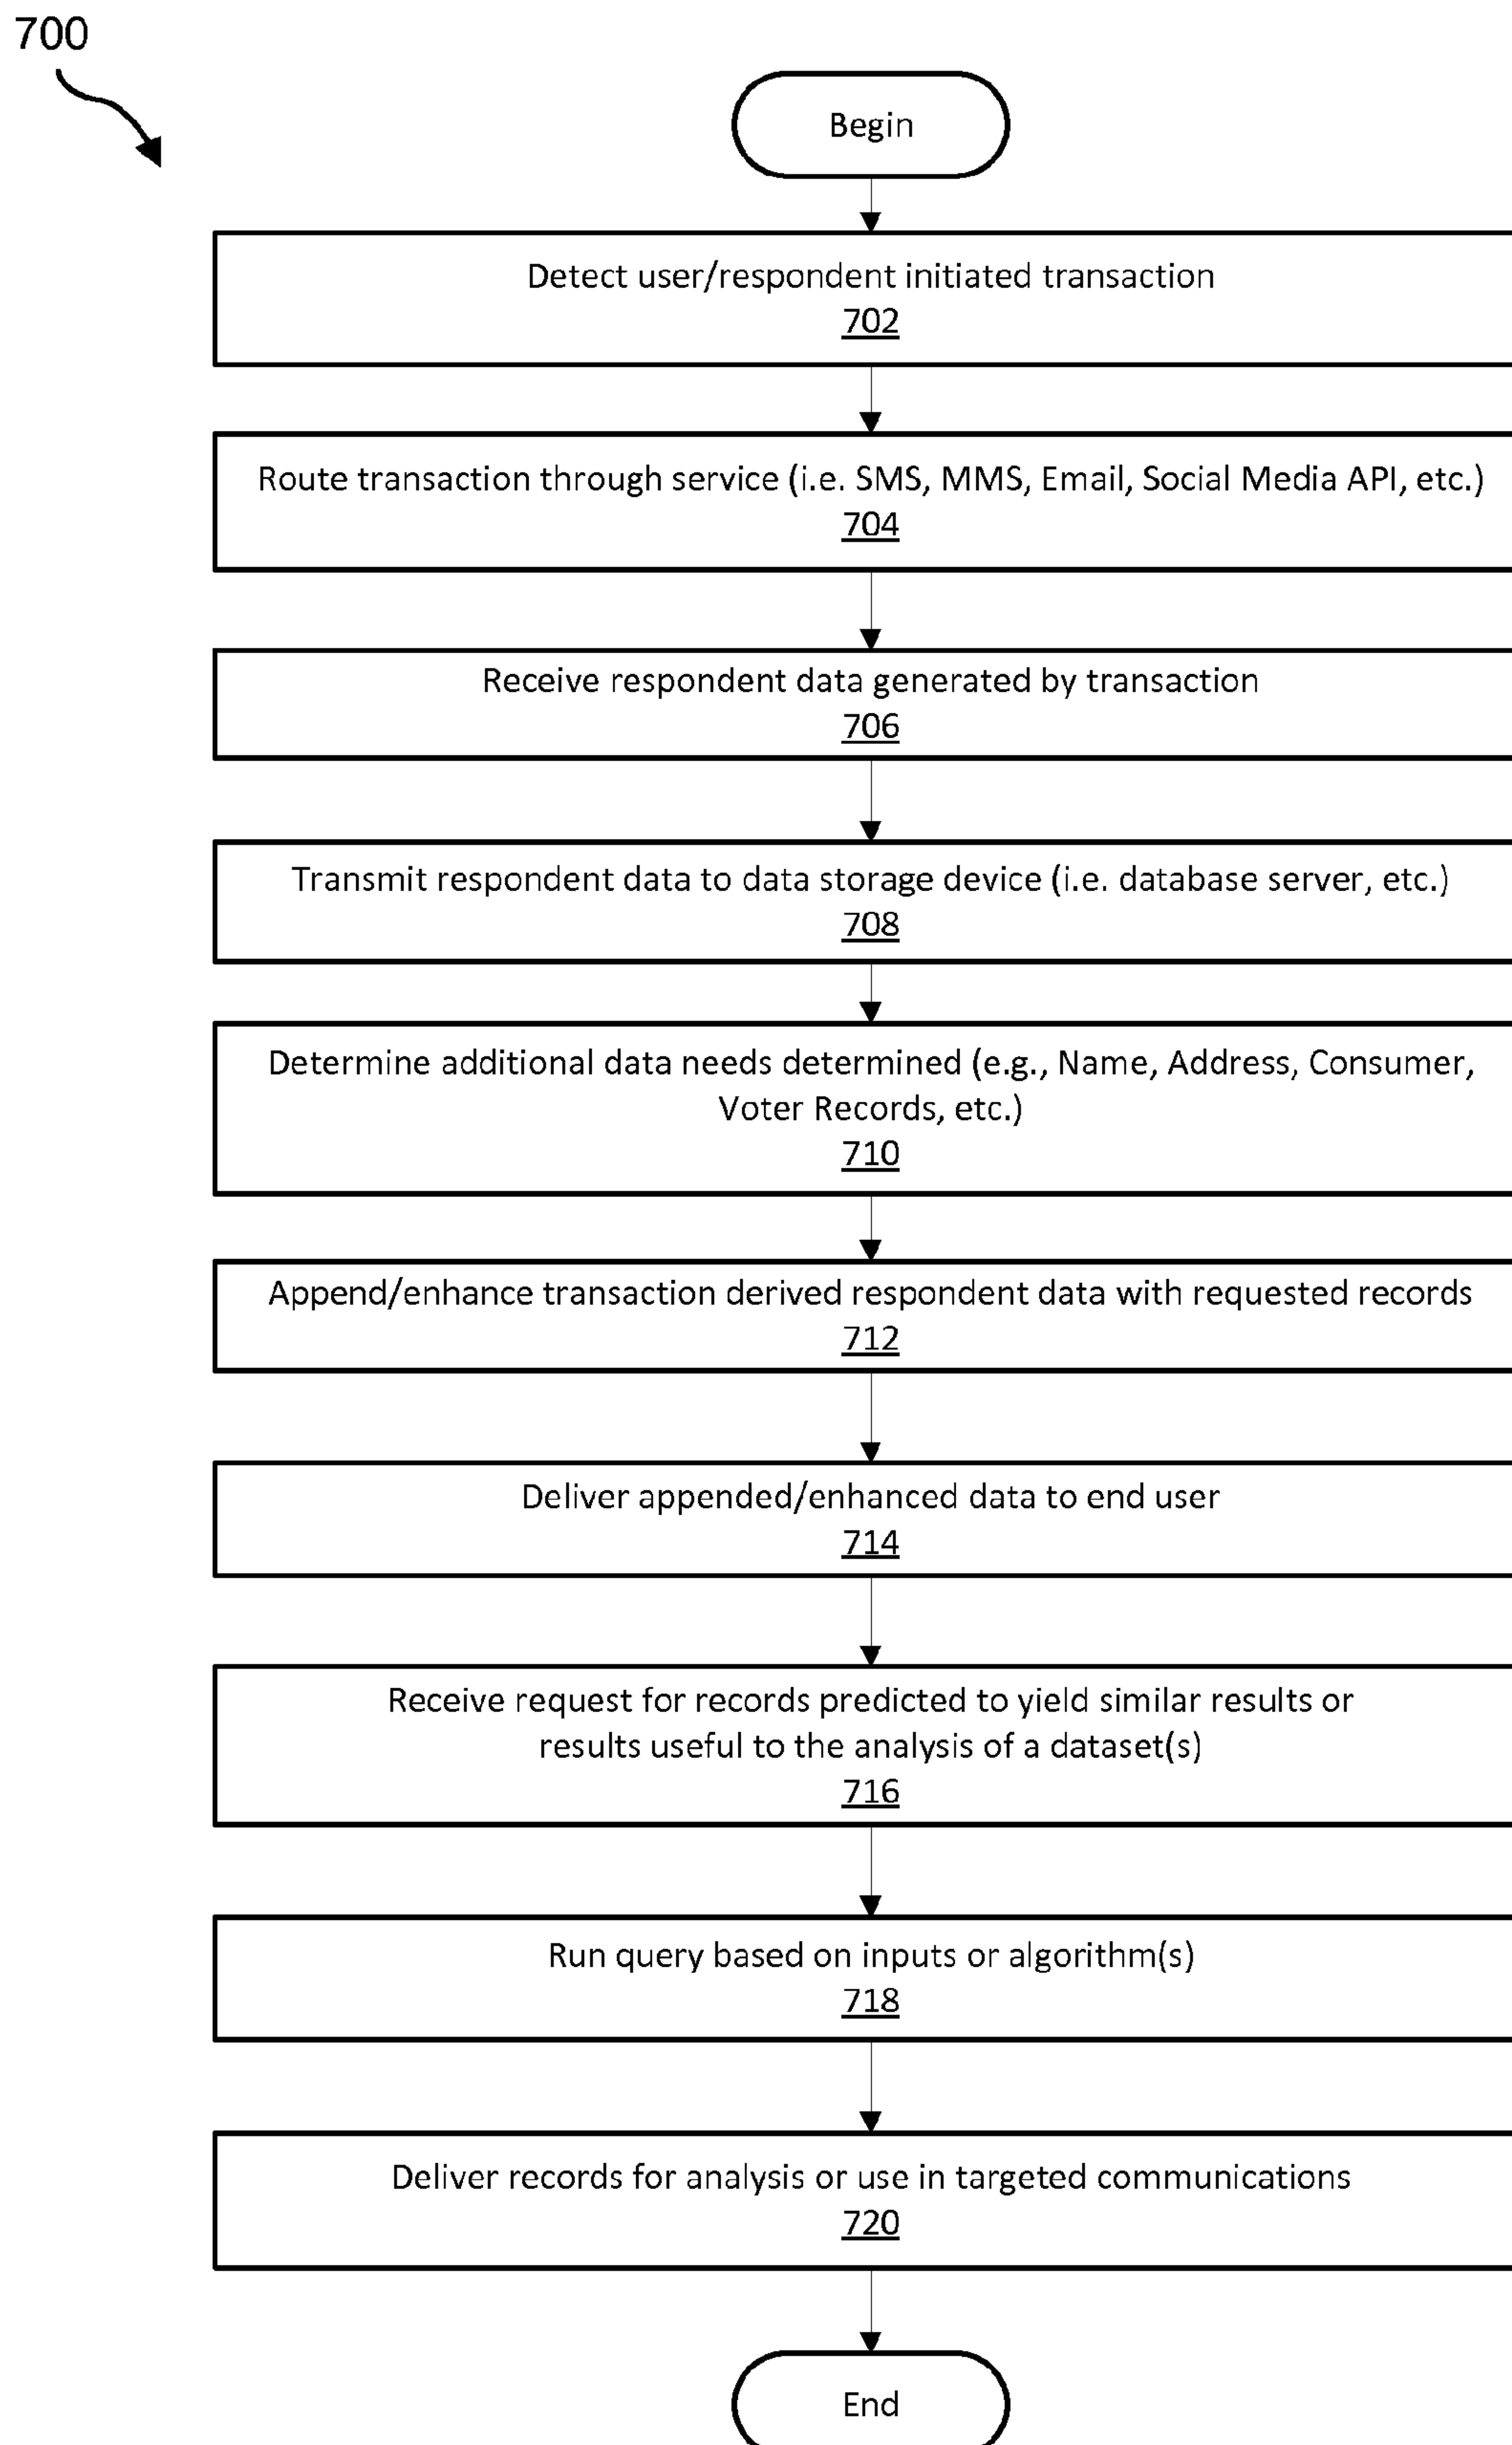 700
Begin
Detect user/respondent initiated transaction
702
Route transaction through service (i.e. SMS, MMS, Email, Social Media API, etc.)
704
Receive respondent data generated by transaction
706
Transmit respondent data to data storage device (i.e. database server, etc.)
708
Determine additional data needs determined (e.g., Name, Address, Consumer,
Voter Records, etc.)
710
Append/enhance transaction derived respondent data with requested records
712
Deliver appended/enhanced data to end user
714
Receive request for records predicted to yield similar results or
results useful to the analysis of a dataset(s)
716
Run query based on inputs or algorithm(s)
718
Deliver records for analysis or use in targeted communications
720
End